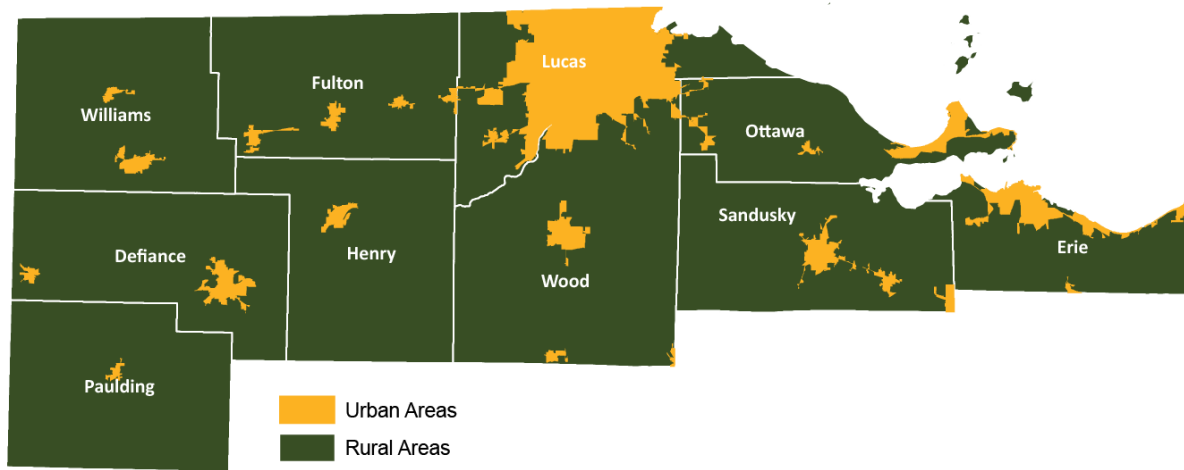 Lucas
Fulton
Williams
Ottawa
Sandusky
Defiance
Henry
Wood
Erie
Paulding
Urban Areas
Rural Areas